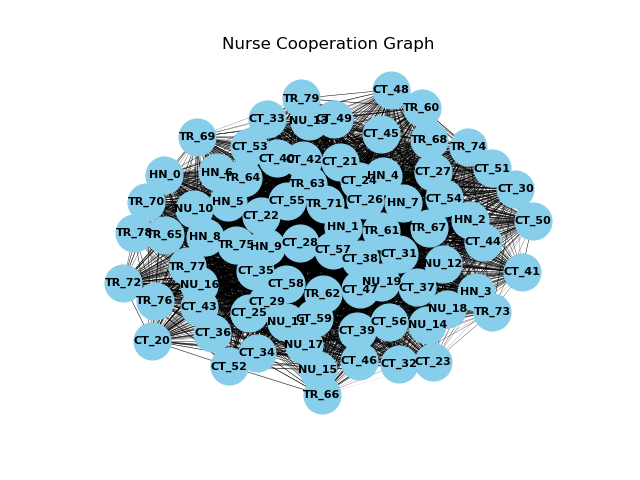 Nurse Cooperation Graph
CT_48
TR_79
TR_60
CT_33
NU_13
CT_49
CT_45
TR_69
TR_68
CT_53
TR_74
CT_40
CT_42
CT_21
CT_51
CT_27
HN_0
HN_4
TR_64
CT_24
TR_63
CT_30
CT_54
CT_26
TR_70
HN_5
CT_55
TR_71
HN_7
NU_10
CT_22
HN_2
CT_50
HN_1
TR_67
TR_61
TR_78
TR_65
HN_8
CT_28
CT_44
TR_75
HN_9
CT_57
CT_31
CT_38
NU_12
TR_77
CT_35
CT_41
TR_72
NU_16
CT_58
NU_19
CT_47
CT_37
TR_62
HN_3
TR_76
CT_29
CT_43
NU_18
TR_73
CT_25
CT_59
NU_11
CT_56
NU_14
CT_36
CT_39
CT_20
NU_17
CT_34
CT_46
CT_23
CT_32
CT_52
NU_15
TR_66